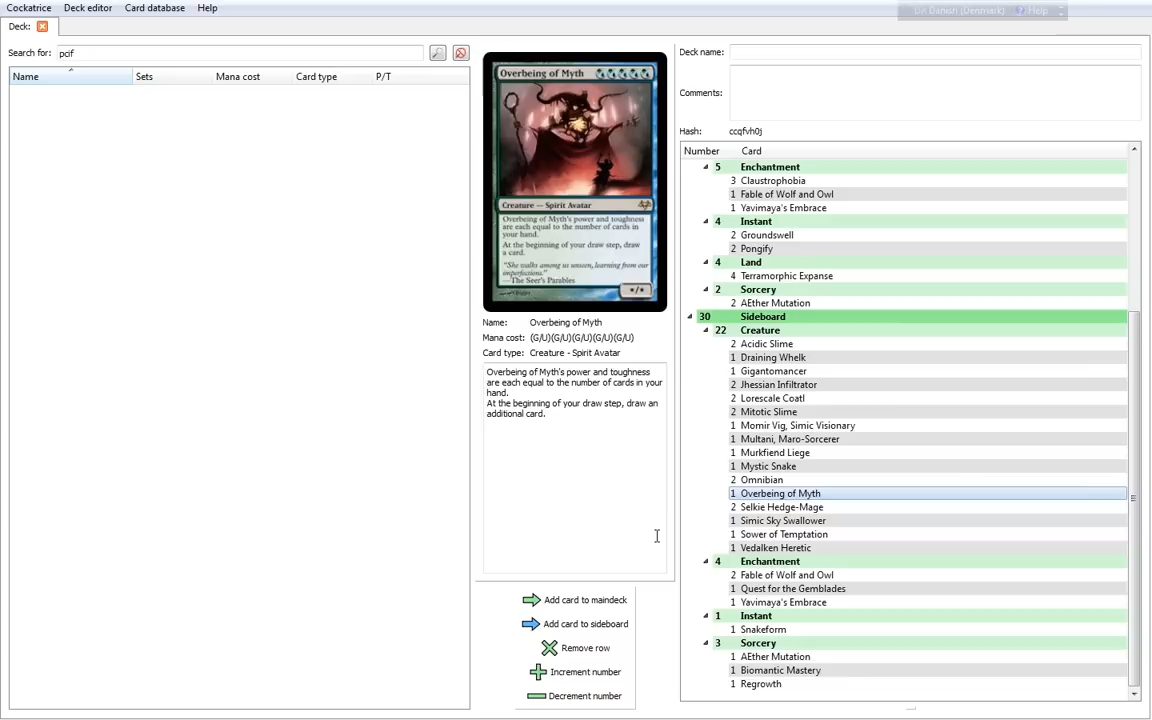 Cockatrice Deck editor Card database Help
DA Danish (Denmark) Help
Deck:
Search for: pcif
Name Sets Mana cost Card type P/T
Overbeing of Myth
Creature — Spirit Avatar
Overbeing of Myth's power and toughness
are each equal to the number of cards in
your hand.
At the beginning of your draw step, draw
a card.
"She walks among us unseen, learning from our
imperfections."
—The Seer's Parables
*/*
Name: Overbeing of Myth
Mana cost: (G/U)(G/U)(G/U)(G/U)(G/U)
Card type: Creature - Spirit Avatar
Overbeing of Myth's power and toughness
are each equal to the number of cards in your
hand.
At the beginning of your draw step, draw an
additional card.
Add card to maindeck
Add card to sideboard
Remove row
Increment number
Decrement number
Deck name:
Comments:
Hash: ccqfvh0j
Number Card
5 Enchantment
3 Claustrophobia
1 Fable of Wolf and Owl
1 Yavimaya's Embrace
4 Instant
2 Groundswell
2 Pongify
4 Land
4 Terramorphic Expanse
2 Sorcery
2 AEther Mutation
30 Sideboard
22 Creature
2 Acidic Slime
1 Draining Whelk
1 Gigantomancer
2 Jhessian Infiltrator
2 Lorescale Coatl
2 Mitotic Slime
1 Momir Vig, Simic Visionary
1 Multani, Maro-Sorcerer
1 Murkfiend Liege
1 Mystic Snake
2 Omnibian
1 Overbeing of Myth
2 Selkie Hedge-Mage
1 Simic Sky Swallower
1 Sower of Temptation
1 Vedalken Heretic
4 Enchantment
2 Fable of Wolf and Owl
1 Quest for the Gemblades
1 Yavimaya's Embrace
1 Instant
1 Snakeform
3 Sorcery
1 AEther Mutation
1 Biomantic Mastery
1 Regrowth